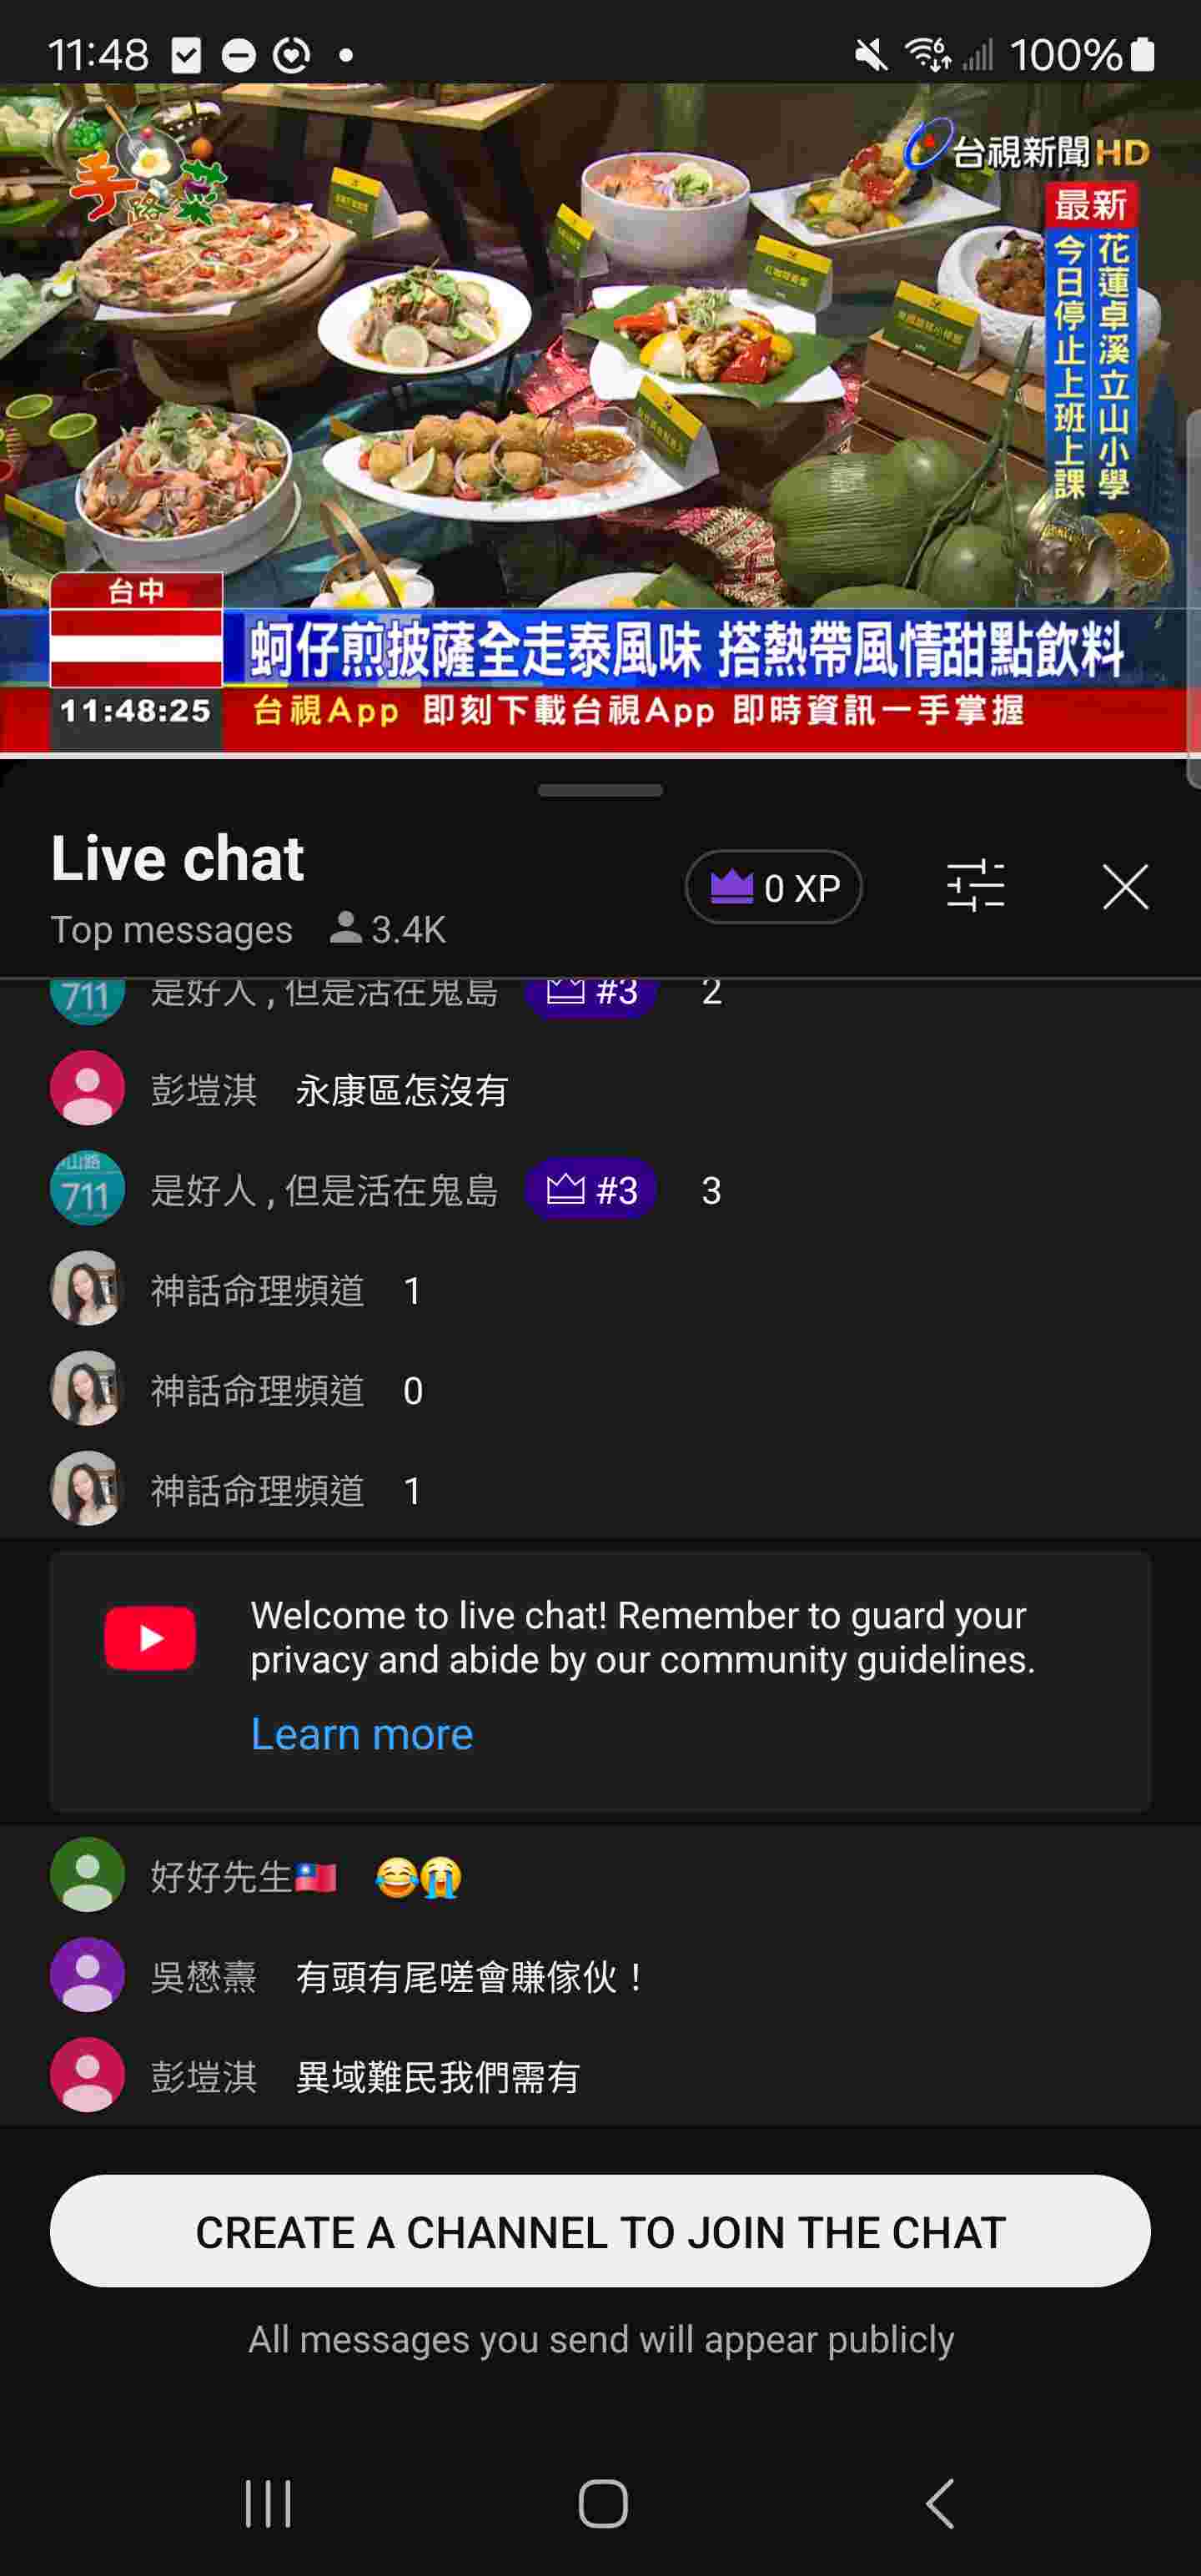 11:48
6
100%
手路菜
台視新聞HD
最新
花蓮卓溪立山小學
今日停止上班上課
台中
蚵仔煎披薩全走泰風味 搭熱帶風情甜點飲料
11:48:25
台視App 即刻下載台視App 即時資訊一手掌握
Live chat
0 XP
Top messages 3.4K
711 是好人,但是活在鬼島 #3 2
彭塏淇 永康區怎沒有
山路
711 是好人,但是活在鬼島 #3 3
神話命理頻道 1
神話命理頻道 0
神話命理頻道 1
Welcome to live chat! Remember to guard your
privacy and abide by our community guidelines.
Learn more
好好先生🇹🇼 😂😭
吳懋燾 有頭有尾嗟會賺傢伙！
彭塏淇 異域難民我們需有
CREATE A CHANNEL TO JOIN THE CHAT
All messages you send will appear publicly